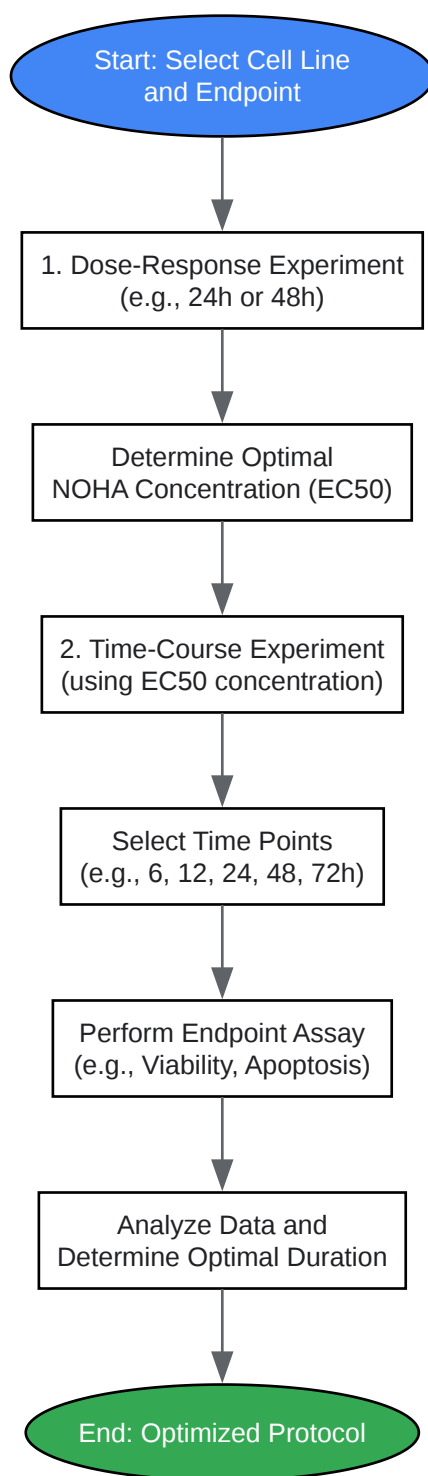 Start: Select Cell Line
and Endpoint
1. Dose-Response Experiment
(e.g., 24h or 48h)
Determine Optimal
NOHA Concentration (EC50)
2. Time-Course Experiment
(using EC50 concentration)
Select Time Points
(e.g., 6, 12, 24, 48, 72h)
Perform Endpoint Assay
(e.g., Viability, Apoptosis)
Analyze Data and
Determine Optimal Duration
End: Optimized Protocol